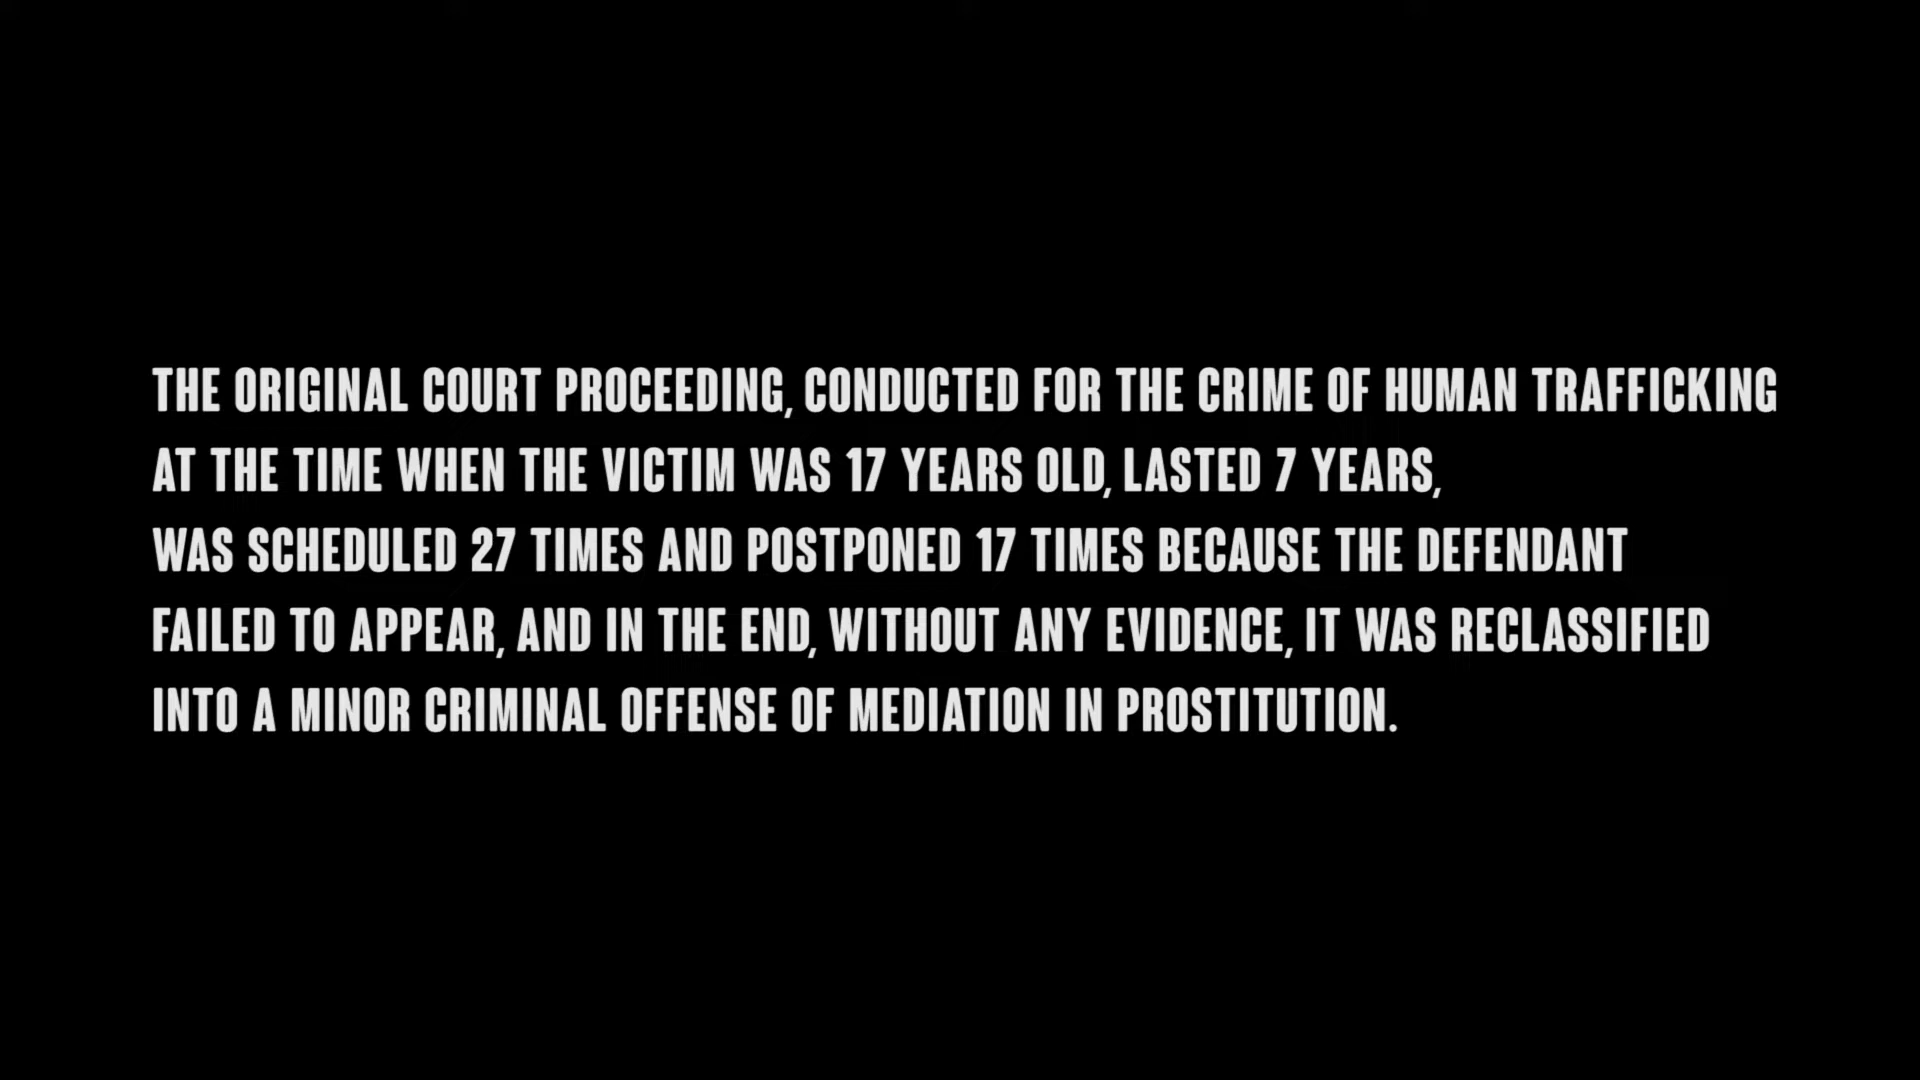 THE ORIGINAL COURT PROCEEDING, CONDUCTED FOR THE CRIME OF HUMAN TRAFFICKING
AT THE TIME WHEN THE VICTIM WAS 17 YEARS OLD, LASTED 7 YEARS,
WAS SCHEDULED 27 TIMES AND POSTPONED 17 TIMES BECAUSE THE DEFENDANT
FAILED TO APPEAR, AND IN THE END, WITHOUT ANY EVIDENCE, IT WAS RECLASSIFIED
INTO A MINOR CRIMINAL OFFENSE OF MEDIATION IN PROSTITUTION.